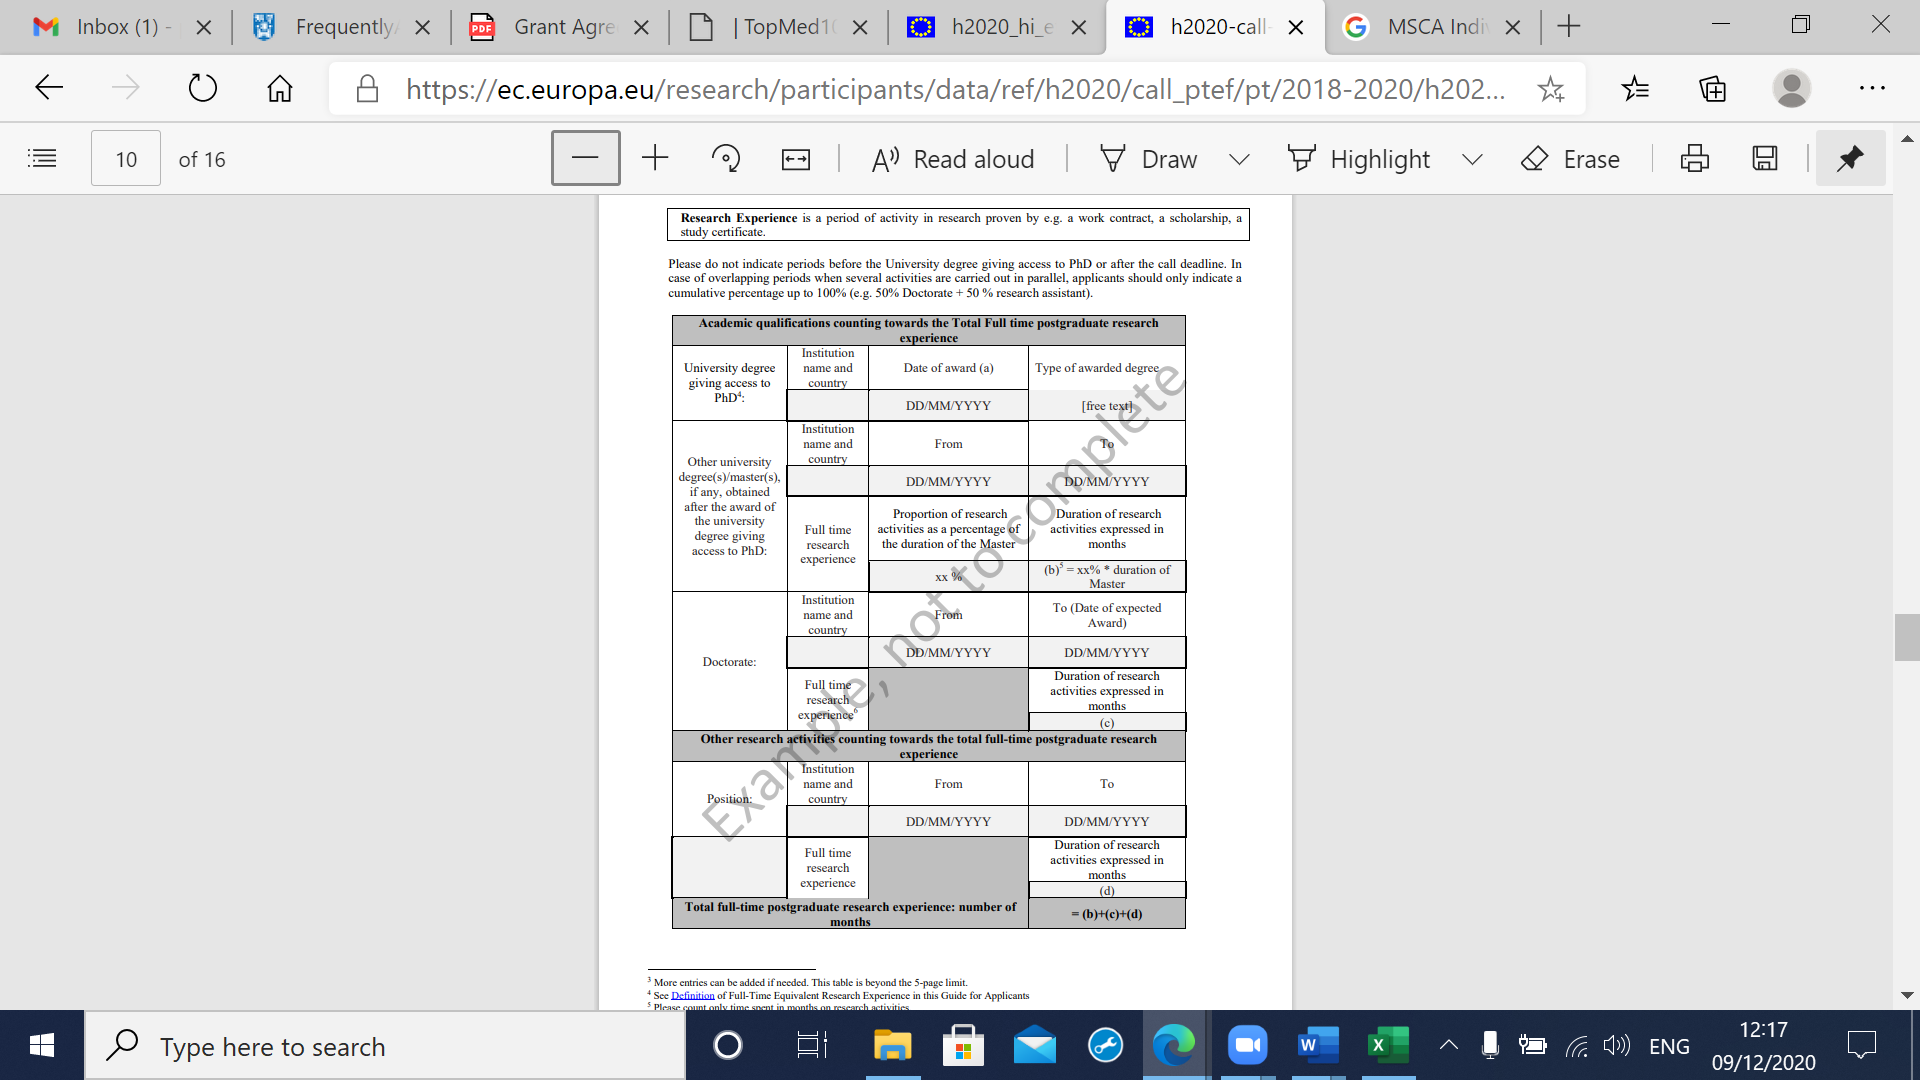 Inbox (1) -
Frequently
Grant Agre
| TopMed1
h2020_hi_e
h2020-call-
MSCA Indi
https://ec.europa.eu/research/participants/data/ref/h2020/call_ptef/pt/2018-2020/h202...
10 of 16
Read aloud
Draw
Highlight
Erase
Research Experience is a period of activity in research proven by e.g. a work contract, a scholarship, a
study certificate.
Please do not indicate periods before the University degree giving access to PhD or after the call deadline. In
case of overlapping periods when several activities are carried out in parallel, applicants should only indicate a
cumulative percentage up to 100% (e.g. 50% Doctorate + 50 % research assistant).
Academic qualifications counting towards the Total Full time postgraduate research
experience
University degree
giving access to
PhD4:
Institution
name and
country
Date of award (a)
Type of awarded degree
DD/MM/YYYY
[free text]
Other university
degree(s)/master(s),
if any, obtained
after the award of
the university
degree giving
access to PhD:
Institution
name and
country
From
To
DD/MM/YYYY
DD/MM/YYYY
Full time
research
experience
Proportion of research
activities as a percentage of
the duration of the Master
Duration of research
activities expressed in
months
xx %
(b)5 = xx% * duration of
Master
Doctorate:
Institution
name and
country
From
To (Date of expected
Award)
DD/MM/YYYY
DD/MM/YYYY
Full time
research
experience6
Duration of research
activities expressed in
months
(c)
Other research activities counting towards the total full-time postgraduate research
experience
Position:
Institution
name and
country
From
To
DD/MM/YYYY
DD/MM/YYYY
Full time
research
experience
Duration of research
activities expressed in
months
(d)
Total full-time postgraduate research experience: number of
months
= (b)+(c)+(d)
Example, not to complete
3 More entries can be added if needed. This table is beyond the 5-page limit.
4 See Definition of Full-Time Equivalent Research Experience in this Guide for Applicants
5 Please count only time spent in months on research activities
Type here to search
ENG
12:17
09/12/2020